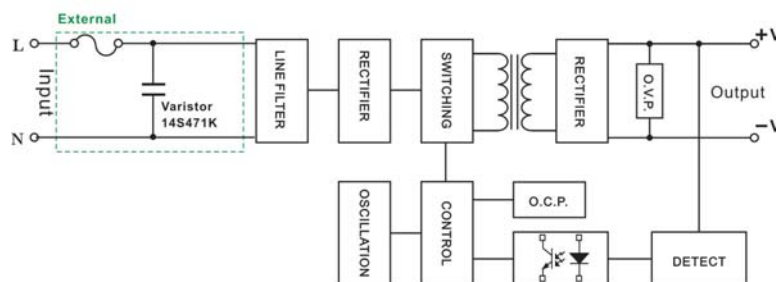 External
L
Input
N
Varistor
14S471K
LINE FILTER
RECTIFIER
SWITCHING
RECTIFIER
O.V.P.
+V
Output
−V
OSCILLATION
CONTROL
O.C.P.
DETECT